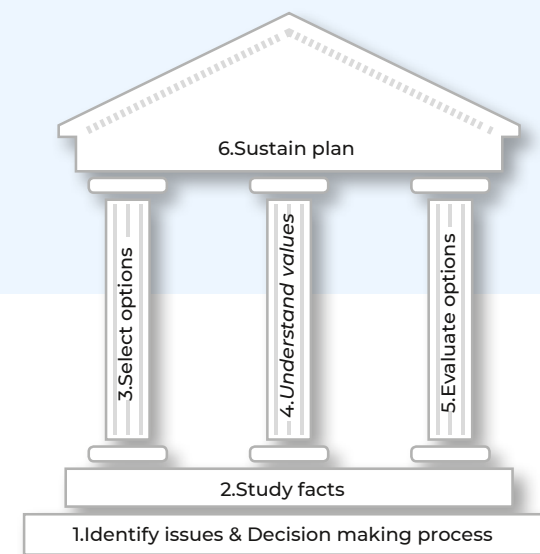 6.Sustain plan
3.Select options
4.Understand values
5.Evaluate options
2.Study facts
1.Identify issues & Decision making process